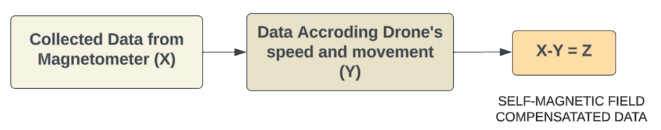 Collected Data from
Magnetometer (X)
Data Accroding Drone's
speed and movement
(Y)
X-Y = Z
SELF-MAGNETIC FIELD
COMPENSATATED DATA